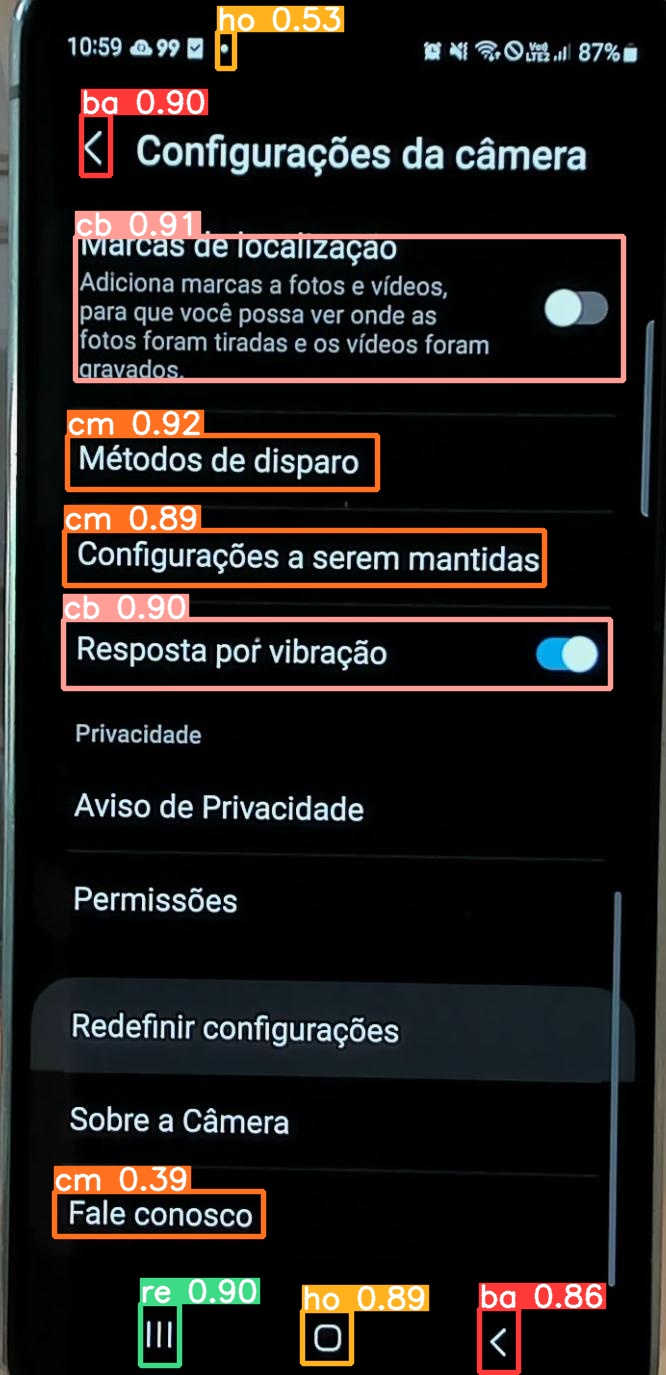 ho 0.53
10:59 99 Vo) LTE2 87%
ba 0.90
Configurações da câmera
cb 0.91
Marcas de localização
Adiciona marcas a fotos e vídeos,
para que você possa ver onde as
fotos foram tiradas e os vídeos foram
gravados.
cm 0.92
Métodos de disparo
cm 0.89
Configurações a serem mantidas
cb 0.90
Resposta por vibração
Privacidade
Aviso de Privacidade
Permissões
Redefinir configurações
Sobre a Câmera
cm 0.39
Fale conosco
re 0.90
ho 0.89
ba 0.86